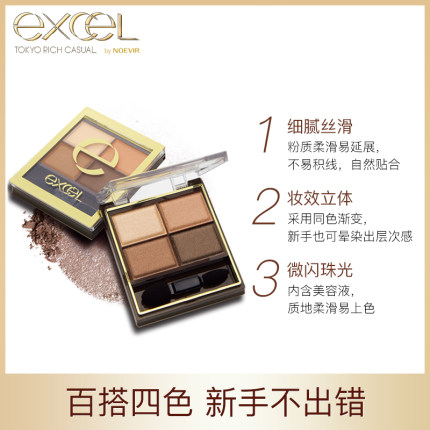 excel
TOKYO RICH CASUAL. by NOEVIR
e
excel
1 细腻丝滑
粉质柔滑易延展，
不易积线，自然贴合
2 妆效立体
采用同色渐变，
新手也可晕染出层次感
3 微闪珠光
内含美容液，
质地柔滑易上色
百搭四色 新手不出错